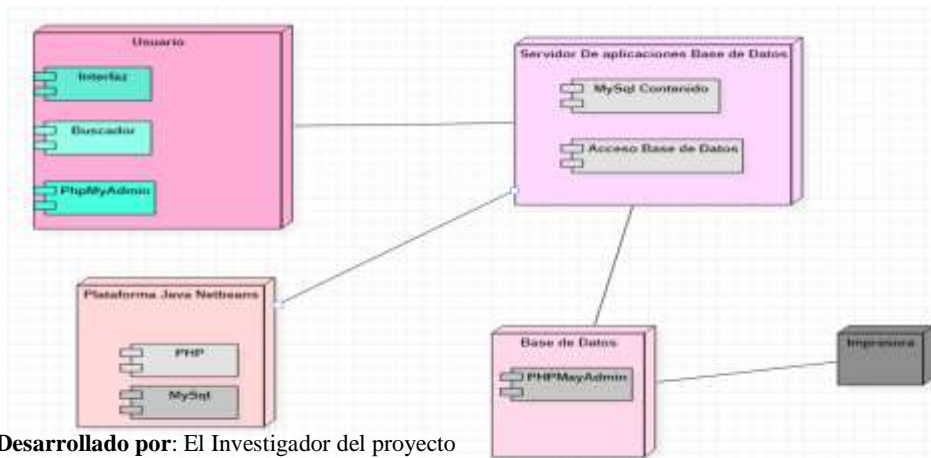 Usuario
Interfaz
Buscador
PhpMyAdmin
Servidor De aplicaciones Base de Datos
MySql Contenido
Acceso Base de Datos
Plataforma Java Netbeans
PHP
MySql
Base de Datos
PHPMayAdmin
Impresora
Desarrollado por: El Investigador del proyecto